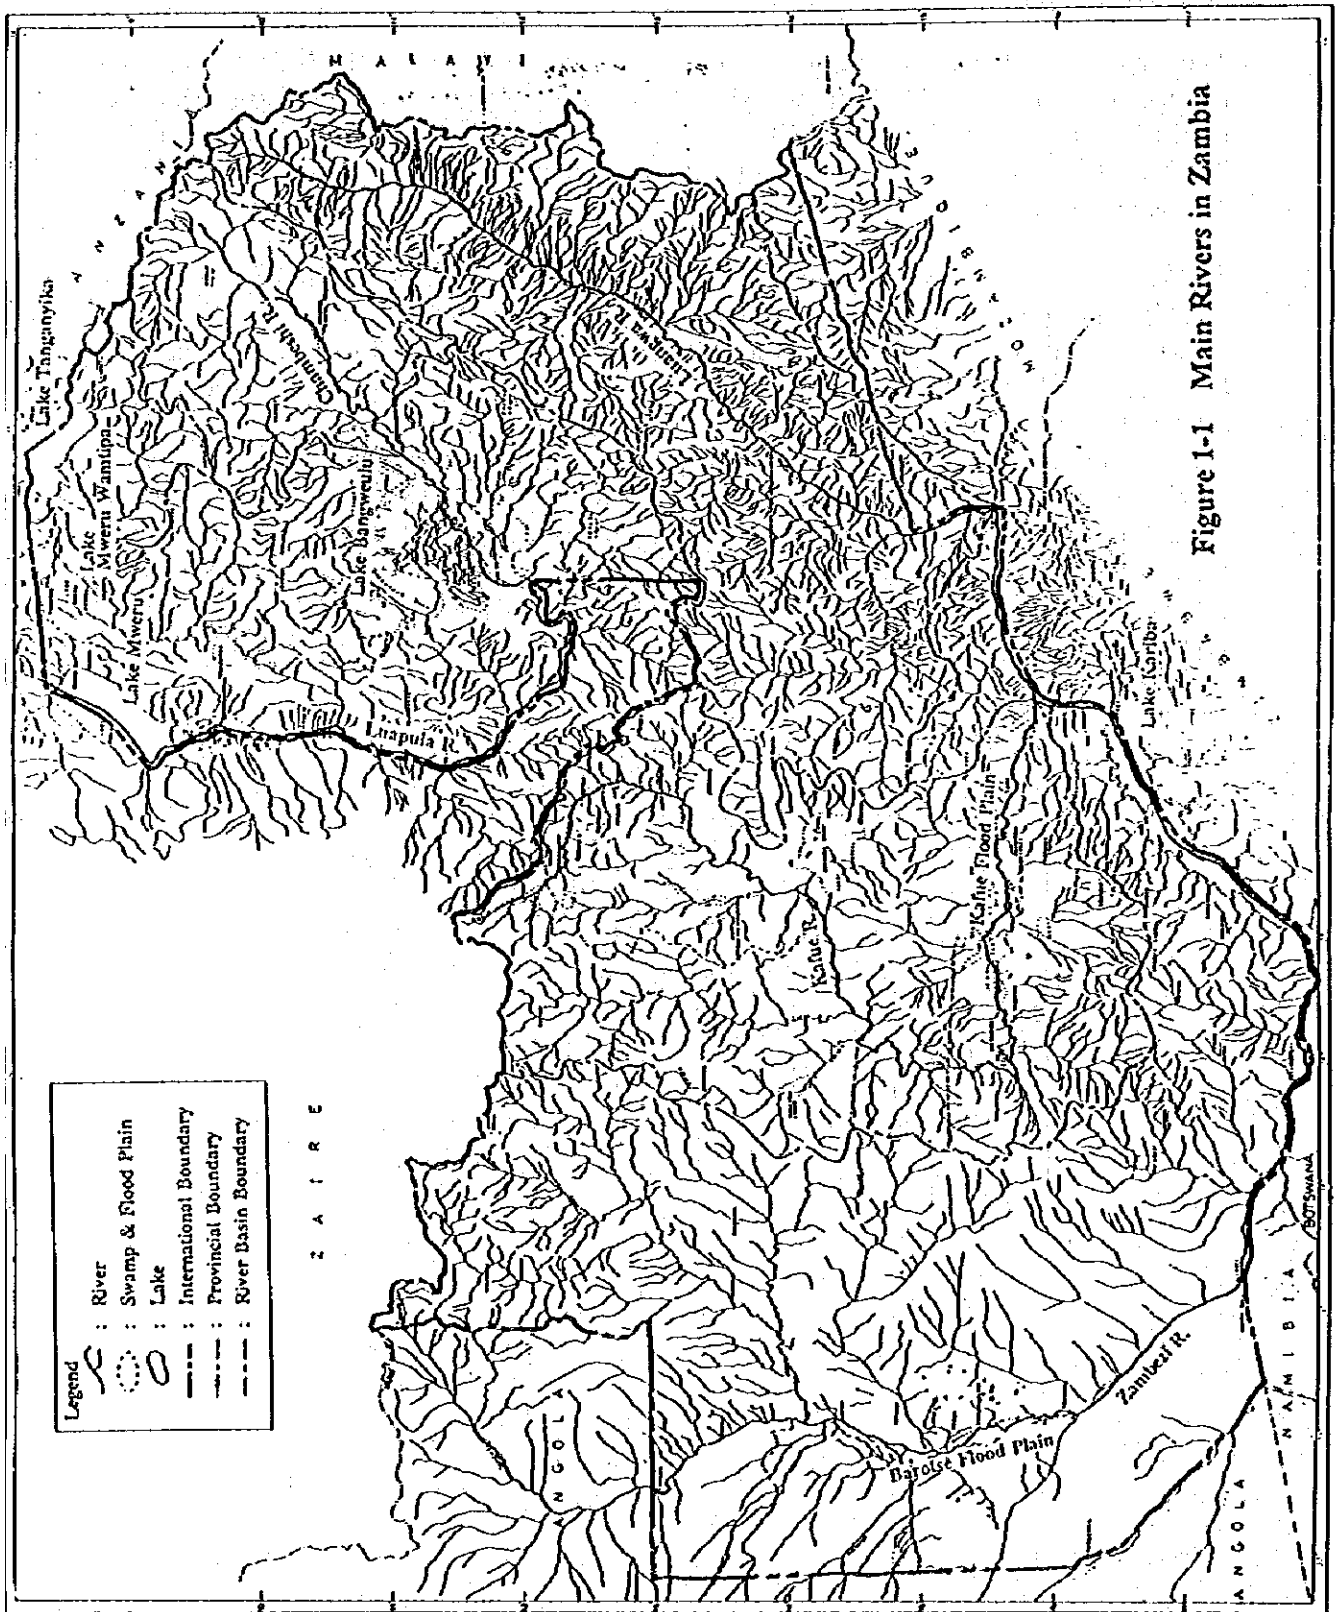 Legend
: River
: Swamp & Flood Plain
: Lake
: International Boundary
: Provincial Boundary
: River Basin Boundary
ZAIRE
ANGOLA
MALAWI
Lake Tanganyika
Lake
Mweru Wantipa
Lake Mweru
Chambeshi R.
Lake Bangweulu
Luapula R.
Luangwa R.
Kafue R.
Kafue Flood Plain
Lake Kariba
Barotse Flood Plain
Zambezi R.
ANGOLA
NAMIBIA
BOTSWANA
Figure 1-1 Main Rivers in Zambia